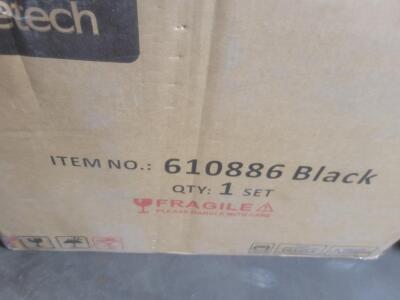 etech
ITEM NO.: 610886 Black
QTY: 1 SET
FRAGILE
PLEASE HANDLE WITH CARE